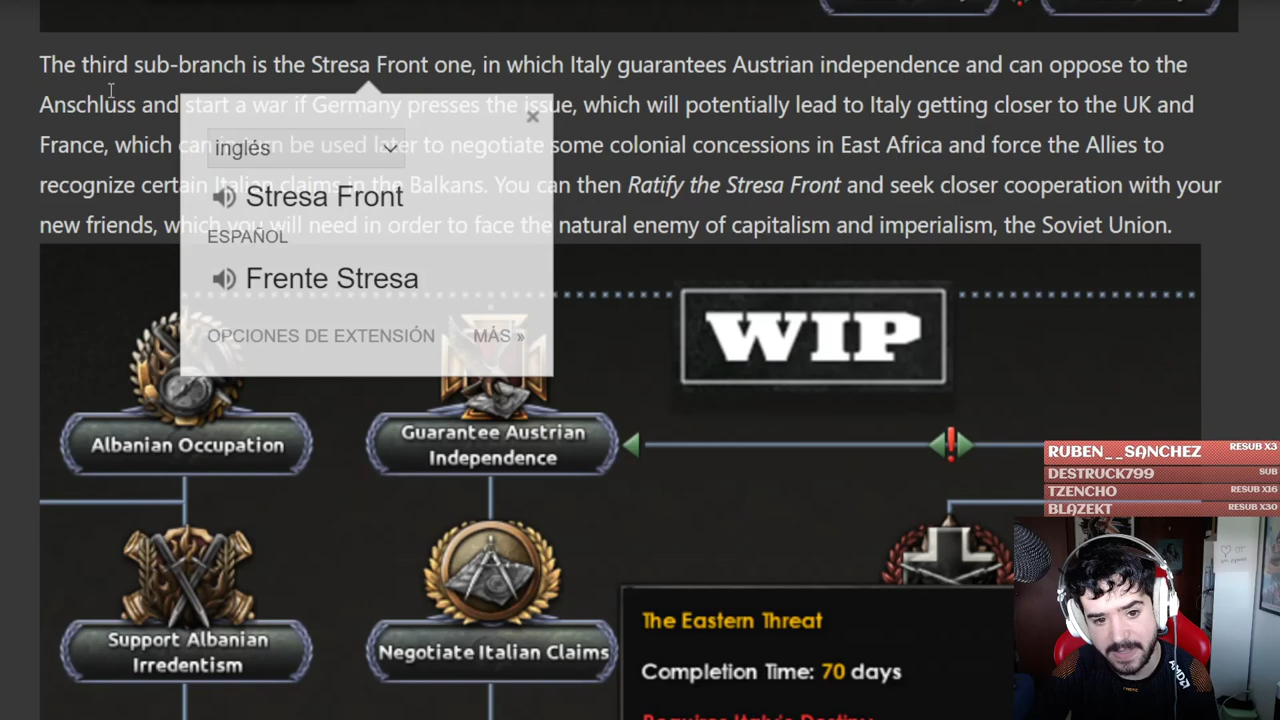 The third sub-branch is the Stresa Front one, in which Italy guarantees Austrian independence and can oppose to the
Anschluss and start a war if Germany presses the issue, which will potentially lead to Italy getting closer to the UK and
France, which can in turn be used later to negotiate some colonial concessions in East Africa and force the Allies to
recognize certain Italian claims in the Balkans. You can then Ratify the Stresa Front and seek closer cooperation with your
new friends, which you will need in order to face the natural enemy of capitalism and imperialism, the Soviet Union.
inglés
Stresa Front
ESPAÑOL
Frente Stresa
OPCIONES DE EXTENSIÓN MÁS »
WIP
Albanian Occupation
Guarantee Austrian
Independence
RUBEN__SANCHEZ RESUB X3
DESTRUCK799 SUB
TZENCHO RESUB X16
BLAZEKT RESUB X30
Support Albanian
Irredentism
Negotiate Italian Claims
The Eastern Threat
Completion Time: 70 days
Requires Italy's Destiny
AMD